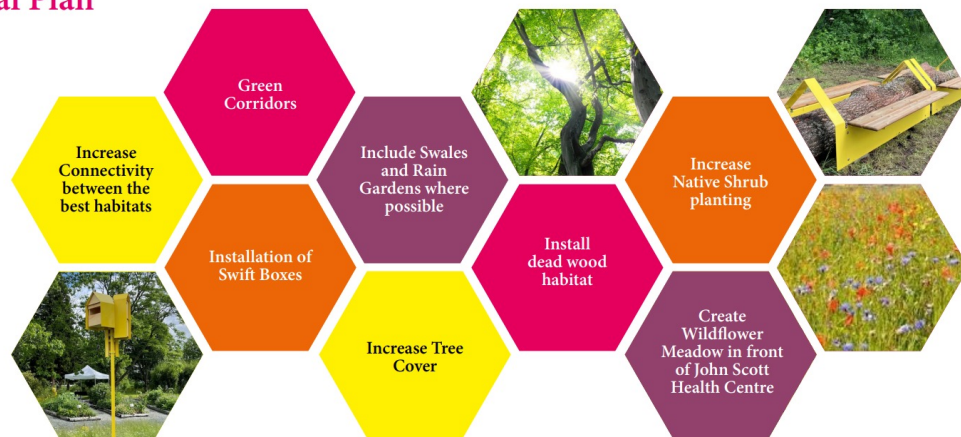 Plan
Green
Corridors
Increase
Connectivity
between the
best habitats
Include Swales
and Rain
Gardens where
possible
Increase
Native Shrub
planting
Installation of
Swift Boxes
Install
dead wood
habitat
Increase Tree
Cover
Create
Wildflower
Meadow in front
of John Scott
Health Centre